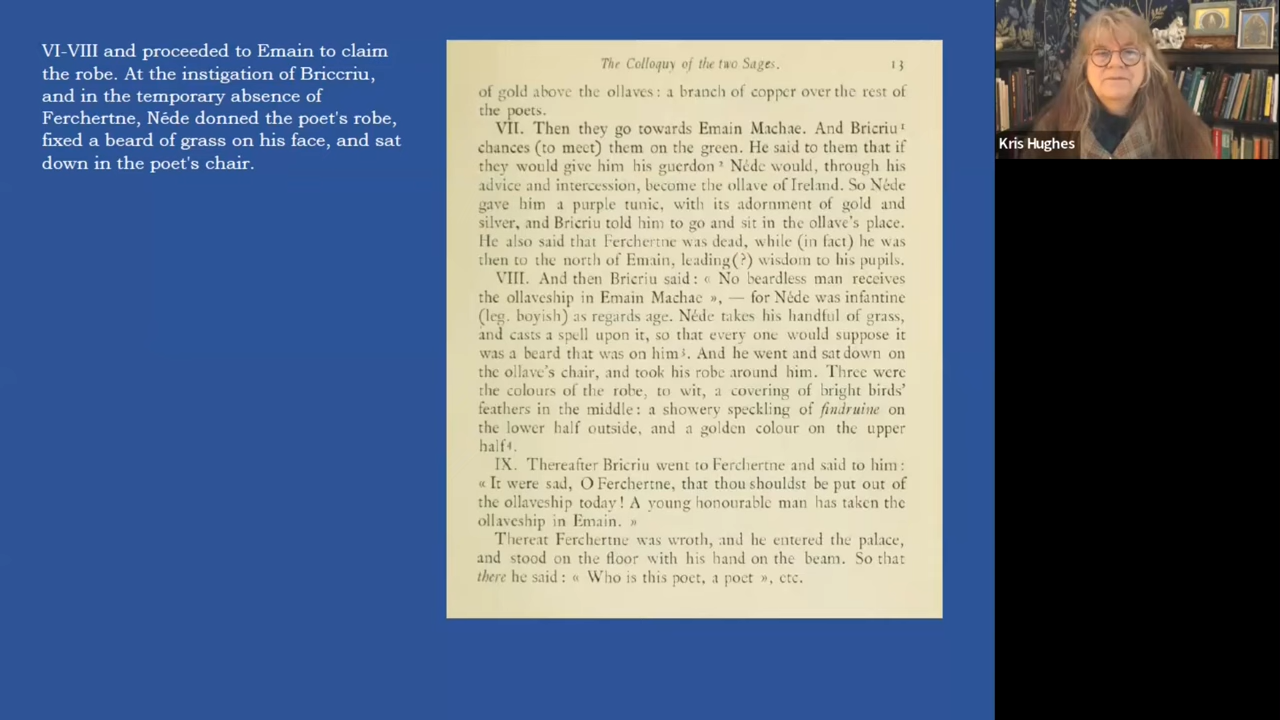 VI-VIII and proceeded to Emain to claim
the robe. At the instigation of Briccriu,
and in the temporary absence of
Ferchertne, Néde donned the poet's robe,
fixed a beard of grass on his face, and sat
down in the poet's chair.
The Colloquy of the two Sages. 13
of gold above the ollaves : a branch of copper over the rest of
the poets.
VII. Then they go towards Emain Machae. And Bricriu¹
chances (to meet) them on the green. He said to them that if
they would give him his guerdon ² Néde would, through his
advice and intercession, become the ollave of Ireland. So Néde
gave him a purple tunic, with its adornment of gold and
silver, and Bricriu told him to go and sit in the ollave's place.
He also said that Ferchertne was dead, while (in fact) he was
then to the north of Emain, leading(?) wisdom to his pupils.
VIII. And then Bricriu said : « No beardless man receives
the ollaveship in Emain Machae », — for Néde was infantine
(leg. boyish) as regards age. Néde takes his handful of grass,
and casts a spell upon it, so that every one would suppose it
was a beard that was on him³. And he went and sat down on
the ollave's chair, and took his robe around him. Three were
the colours of the robe, to wit, a covering of bright birds'
feathers in the middle : a showery speckling of findruine on
the lower half outside, and a golden colour on the upper
half⁴.
IX. Thereafter Bricriu went to Ferchertne and said to him :
« It were sad, O Ferchertne, that thou shouldst be put out of
the ollaveship today ! A young honourable man has taken the
ollaveship in Emain. »
Thereat Ferchertne was wroth, and he entered the palace,
and stood on the floor with his hand on the beam. So that
there he said : « Who is this poet, a poet », etc.
Kris Hughes